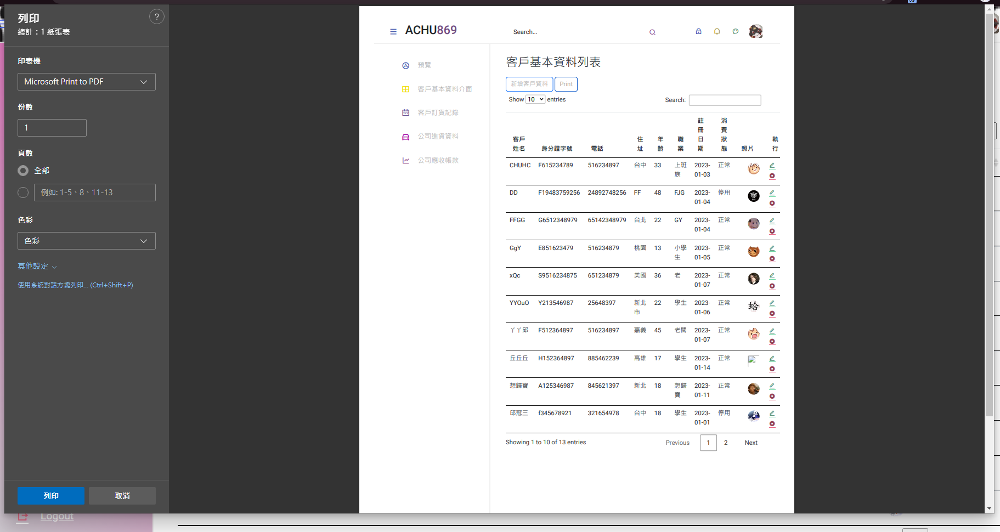 列印
總計：1 紙張表
?
印表機
Microsoft Print to PDF
份數
1
頁數
全部
例如: 1-5、8、11-13
色彩
色彩
其他設定
使用系統對話方塊列印... (Ctrl+Shift+P)
列印
取消
Logout
ACHU869
Search...
預覽
客戶基本資料介面
客戶訂貨記錄
公司進貨資料
公司應收帳款
客戶基本資料列表
新增客戶資料 Print
Show 10 entries
Search:
客戶姓名 身分證字號 電話 住址 年齡 職業 註冊日期 消費狀態 照片 執行
CHUHC F615234789 516234897 台中 33 上班族 2023-01-03 正常
DD F19483759256 24892748256 FF 48 FJG 2023-01-04 停用
FFGG G6512348979 65142348979 台北 22 GY 2023-01-04 正常
GgY E851623479 516234879 桃園 13 小學生 2023-01-05 正常
xQc S9516234875 651234879 美國 36 老 2023-01-07 正常
YYOuO Y213546987 25648397 新北市 22 學生 2023-01-06 正常 蛤
丫丫邱 F512364897 516234897 嘉義 45 老闆 2023-01-07 正常
丘丘丘 H152364897 885462239 高雄 17 學生 2023-01-14 正常
想歸寶 A125346987 845621397 新北 18 想歸寶 2023-01-11 正常
邱冠三 f345678921 321654978 台中 18 學生 2023-01-01 停用
Showing 1 to 10 of 13 entries
Previous 1 2 Next